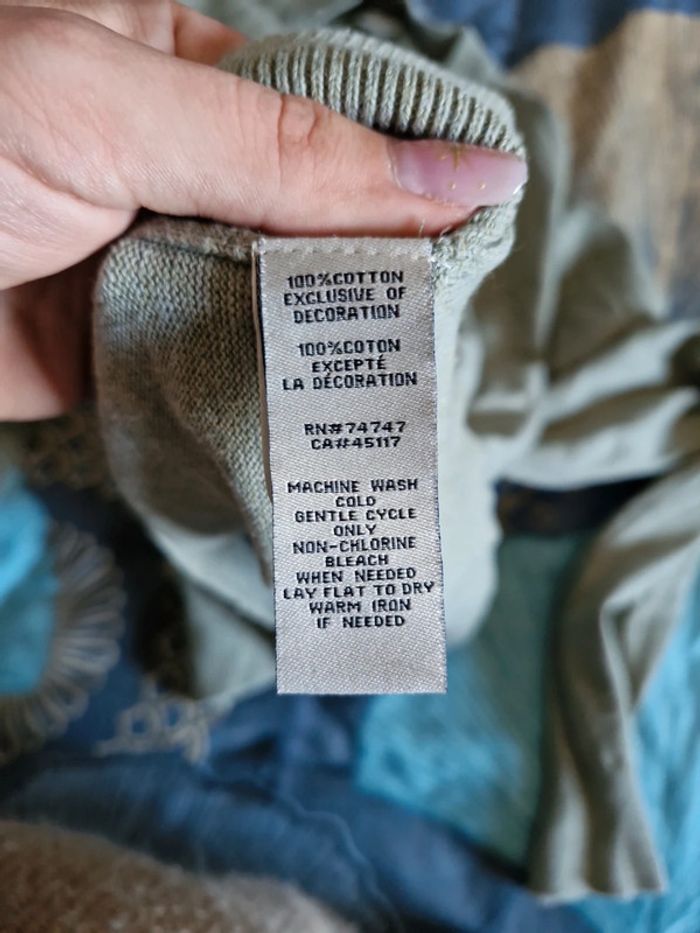 100%COTTON
EXCLUSIVE OF
DECORATION
100%COTON
EXCEPTÉ
LA DÉCORATION
RN#74747
CA#45117
MACHINE WASH
COLD
GENTLE CYCLE
ONLY
NON-CHLORINE
BLEACH
WHEN NEEDED
LAY FLAT TO DRY
WARM IRON
IF NEEDED